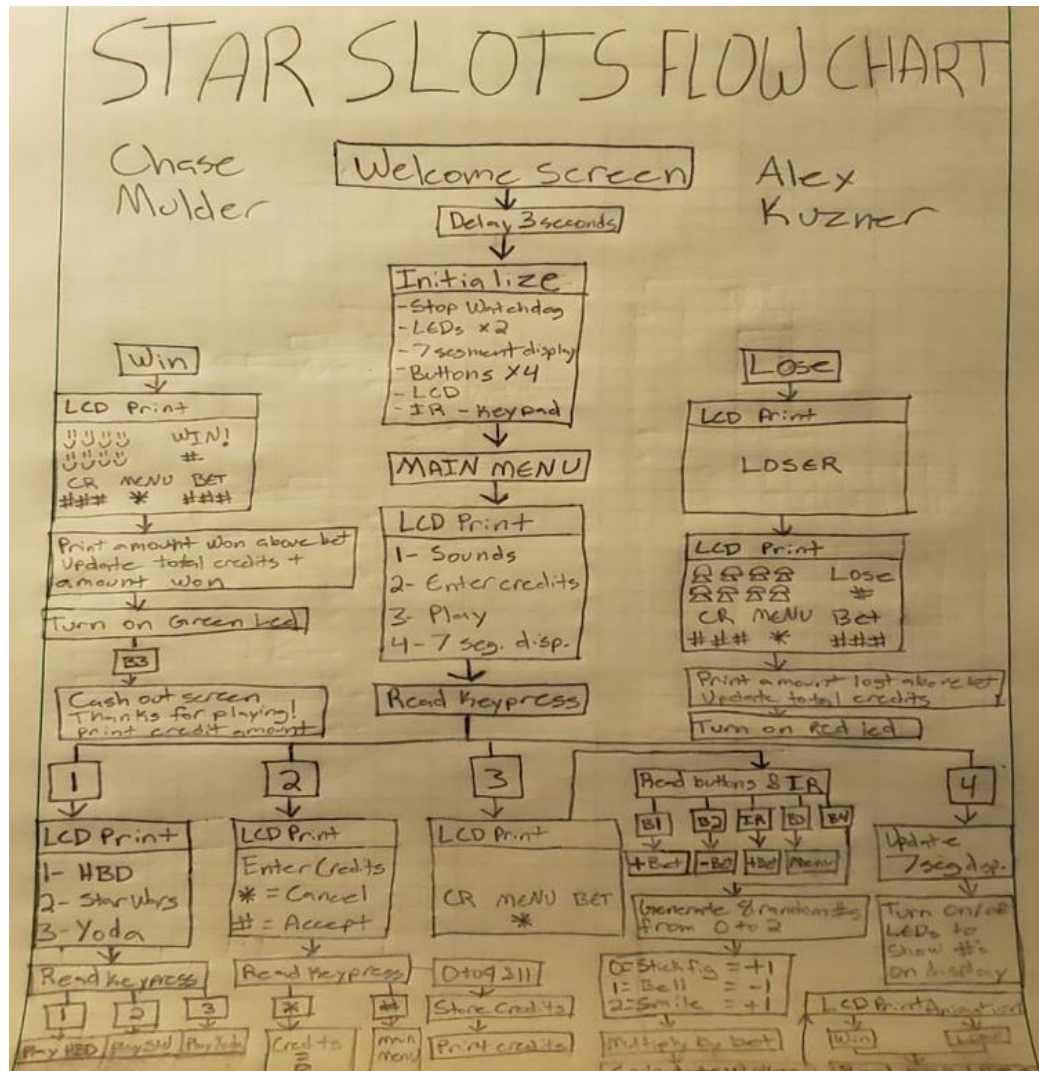 STAR SLOTS FLOW CHART
Chase
Mulder
Welcome Screen
Alex
Kuzner
Delay 3 seconds
Initialize
-Stop Watchdog
-LEDs x2
-7 segment display
-Buttons x4
-LCD
-IR - Keypad
MAIN MENU
LCD Print
1- Sounds
2- Enter credits
3- Play
4- 7 seg. disp.
Read Keypress
Win
LCD Print
WIN!
#
CR MENU BET
### * ###
Print amount won above bet
Update total credits +
amount won
Turn on Green Led
B3
Cash out screen
Thanks for playing!
print credit amount
Lose
LCD Print
LOSER
LCD Print
Lose
#
CR MENU Bet
### * ###
Print amount lost above bet
Update total credits
Turn on Red led
1
LCD Print
1- HBD
2- Star Wars
3- Yoda
Read Keypress
1 2 3
Play HBD Play SW Play Yoda
2
LCD Print
Enter Credits
* = Cancel
# = Accept
Read Keypress
* #
Credits
=
main
menu
0 to 9
Store Credits
Print credits
3
LCD Print
CR MENU BET
*
Read buttons & IR
B1 B2 IR B3 B4
+Bet -Bet +Bet Menu
Generate 8 random #s
from 0 to 2
0=Stick fig = +1
1= Bell = -1
2=Smile = +1
Multiply by bet
4
Update
7 seg disp.
Turn on/off
LEDs to
Show #'s
on display
LCD Print Animation
Win Lose